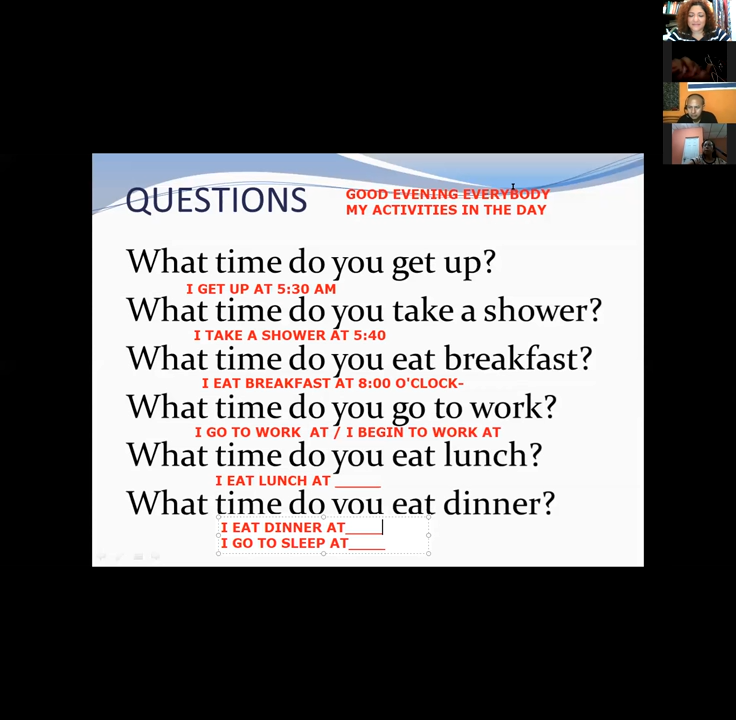 QUESTIONS
GOOD EVENING EVERYBODY
MY ACTIVITIES IN THE DAY
What time do you get up?
I GET UP AT 5:30 AM
What time do you take a shower?
I TAKE A SHOWER AT 5:40
What time do you eat breakfast?
I EAT BREAKFAST AT 8:00 O'CLOCK-
What time do you go to work?
I GO TO WORK AT / I BEGIN TO WORK AT
What time do you eat lunch?
I EAT LUNCH AT _____
What time do you eat dinner?
I EAT DINNER AT____
I GO TO SLEEP AT____